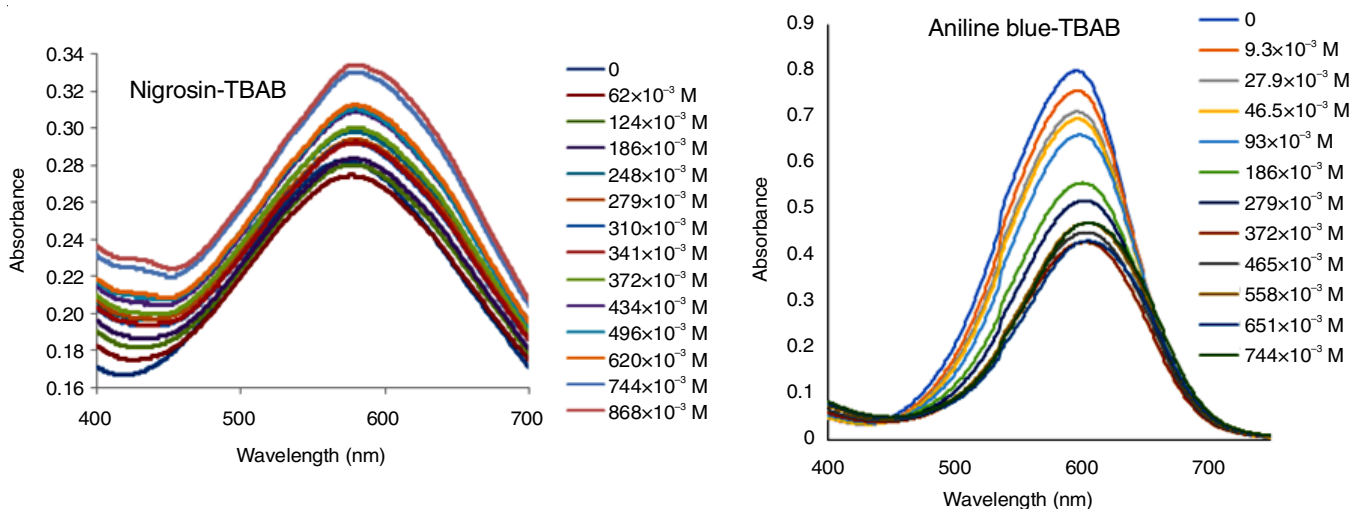 Nigrosin-TBAB
Absorbance
0.34
0.32
0.30
0.28
0.26
0.24
0.22
0.20
0.18
0.16
400
500
600
700
Wavelength (nm)
0
62×10⁻³ M
124×10⁻³ M
186×10⁻³ M
248×10⁻³ M
279×10⁻³ M
310×10⁻³ M
341×10⁻³ M
372×10⁻³ M
434×10⁻³ M
496×10⁻³ M
620×10⁻³ M
744×10⁻³ M
868×10⁻³ M
Aniline blue-TBAB
Absorbance
0.9
0.8
0.7
0.6
0.5
0.4
0.3
0.2
0.1
0
400
500
600
700
Wavelength (nm)
0
9.3×10⁻³ M
27.9×10⁻³ M
46.5×10⁻³ M
93×10⁻³ M
186×10⁻³ M
279×10⁻³ M
372×10⁻³ M
465×10⁻³ M
558×10⁻³ M
651×10⁻³ M
744×10⁻³ M